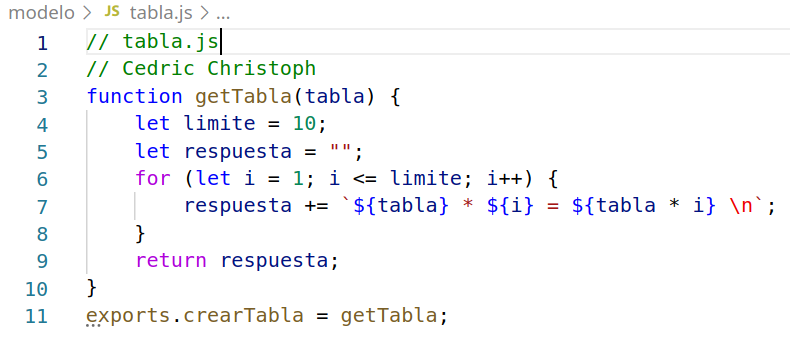 modelo > JS tabla.js > ...
1 // tabla.js
2 // Cedric Christoph
3 function getTabla(tabla) {
4     let limite = 10;
5     let respuesta = "";
6     for (let i = 1; i <= limite; i++) {
7         respuesta += `${tabla} * ${i} = ${tabla * i} \n`;
8     }
9     return respuesta;
10 }
11 exports.crearTabla = getTabla;